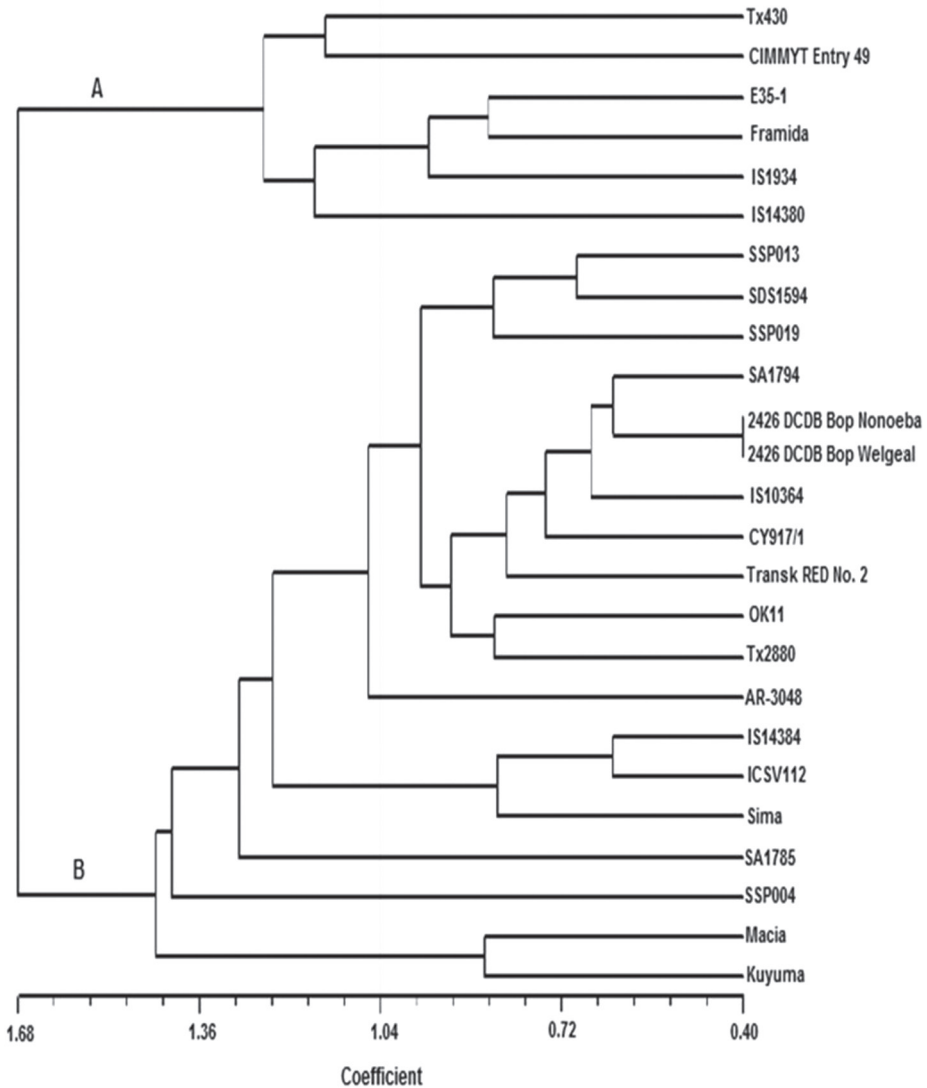 Tx430
CIMMYT Entry 49
A
E35-1
Framida
IS1934
IS14380
SSP013
SDS1594
SSP019
SA1794
2426 DCDB Bop Nonoeba
2426 DCDB Bop Welgeal
IS10364
CY917/1
Transk RED No. 2
OK11
Tx2880
AR-3048
IS14384
ICSV112
Sima
SA1785
B
SSP004
Macia
Kuyuma
1.68 1.36 1.04 0.72 0.40
Coefficient